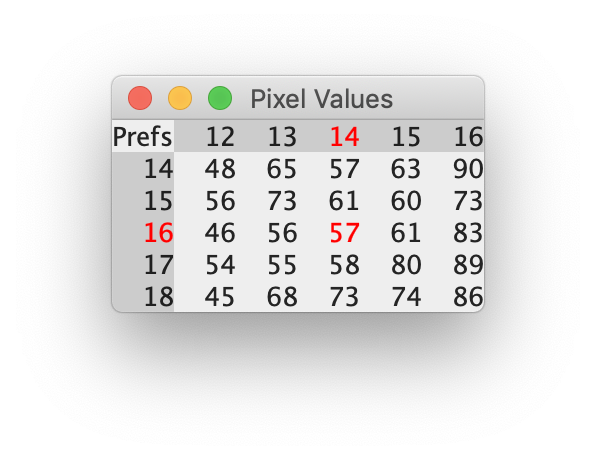 Pixel Values
Prefs 12 13 14 15 16
14 48 65 57 63 90
15 56 73 61 60 73
16 46 56 57 61 83
17 54 55 58 80 89
18 45 68 73 74 86